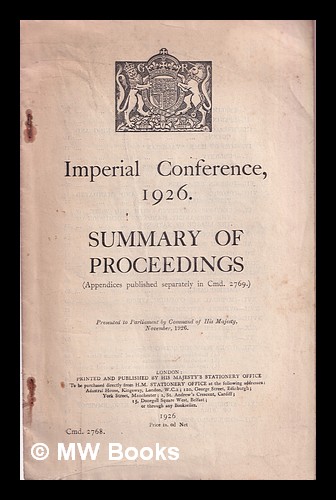 G R
Imperial Conference,
1926.
SUMMARY OF
PROCEEDINGS
(Appendices published separately in Cmd. 2769.)
Presented to Parliament by Command of His Majesty,
November, 1926.
LONDON:
PRINTED AND PUBLISHED BY HIS MAJESTY'S STATIONERY OFFICE
To be purchased directly from H.M. STATIONERY OFFICE at the following addresses:
Adastral House, Kingsway, London, W.C.2; 120, George Street, Edinburgh;
York Street, Manchester; 1, St. Andrew's Crescent, Cardiff;
15, Donegall Square West, Belfast;
or through any Bookseller.
1926
Price 1s. 0d Net
Cmd. 2768.
© MW Books